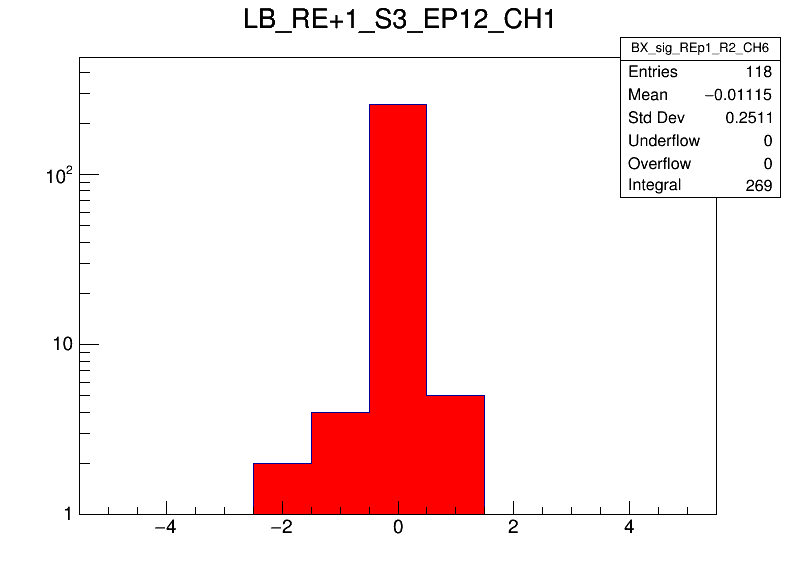 LB_RE+1_S3_EP12_CH1
BX_sig_REp1_R2_CH6
Entries 118
Mean −0.01115
Std Dev 0.2511
Underflow 0
Overflow 0
Integral 269
10²
10
1
−4 −2 0 2 4